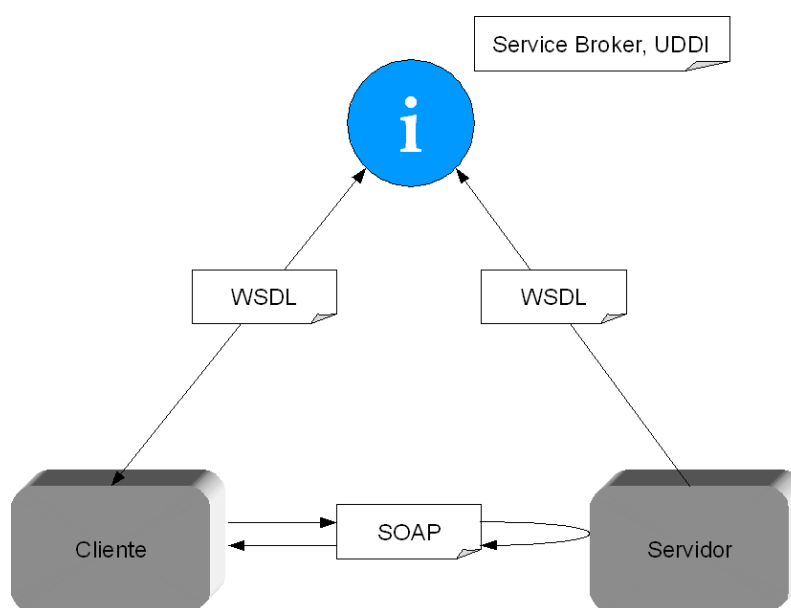 Service Broker, UDDI
i
WSDL
WSDL
SOAP
Cliente
Servidor